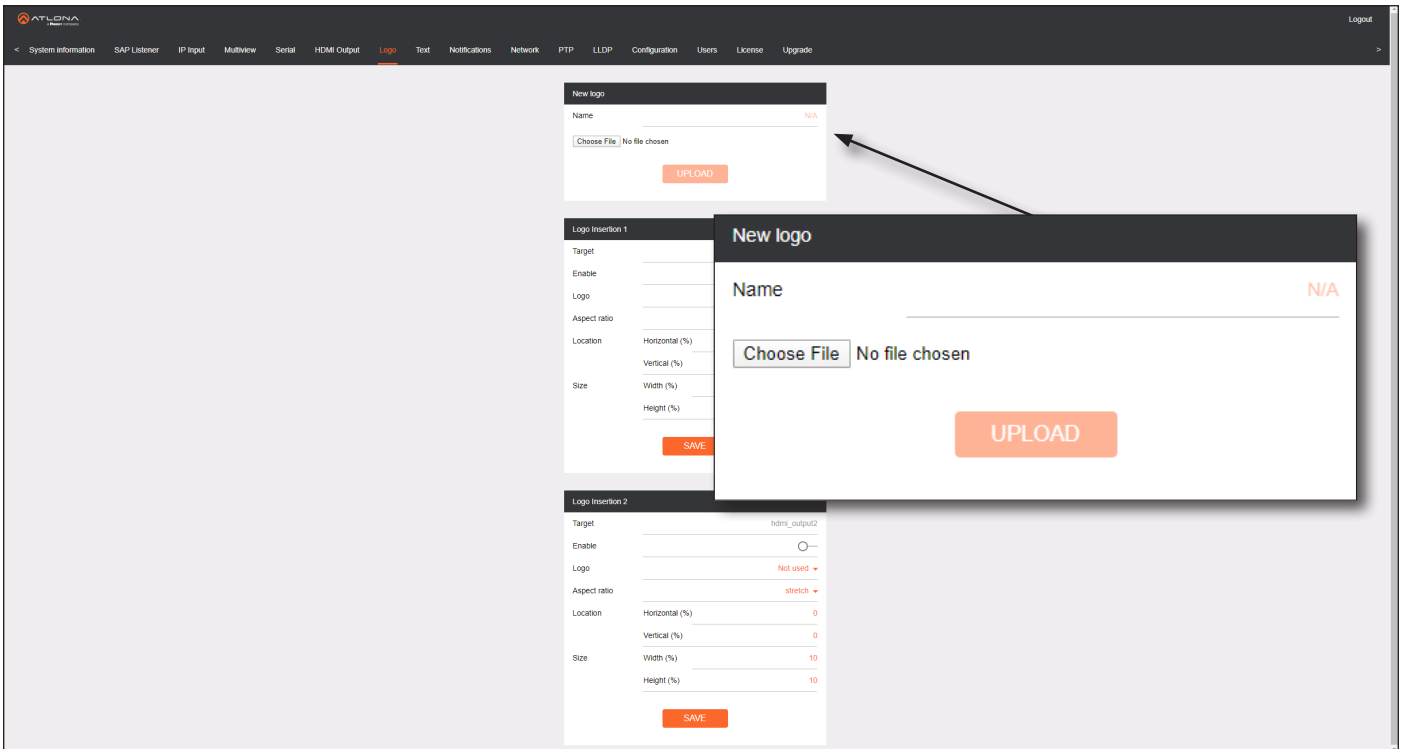 ATLONA
Logout
< System information SAP Listener IP Input Multiview Serial HDMI Output Logo Text Notifications Network PTP LLDP Configuration Users License Upgrade >
New logo
Name N/A
Choose File No file chosen
UPLOAD
Logo Insertion 1
Target
Enable
Logo
Aspect ratio
Location Horizontal (%)
Vertical (%)
Size Width (%)
Height (%)
SAVE
New logo
Name N/A
Choose File No file chosen
UPLOAD
Logo Insertion 2
Target hdmi_output2
Enable
Logo Not used
Aspect ratio stretch
Location Horizontal (%) 0
Vertical (%) 0
Size Width (%) 10
Height (%) 10
SAVE